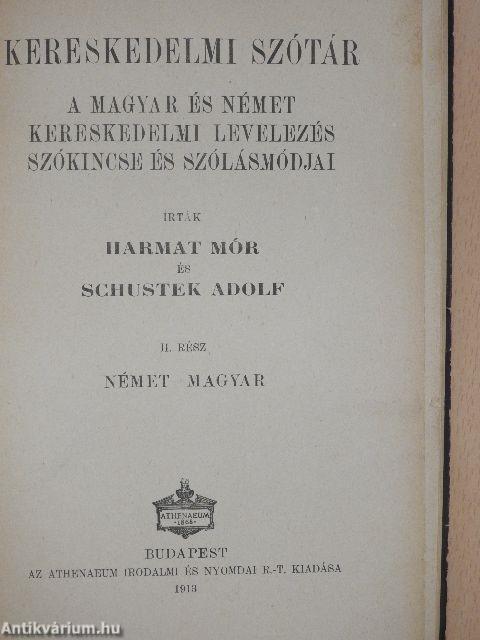 KERESKEDELMI SZÓTÁR
A MAGYAR ÉS NÉMET
KERESKEDELMI LEVELEZÉS
SZÓKINCSE ÉS SZÓLÁSMÓDJAI
IRTÁK
HARMAT MÓR
ÉS
SCHUSTEK ADOLF
II. RÉSZ
NÉMET MAGYAR
ATHENAEUM
1868
BUDAPEST
AZ ATHENAEUM IRODALMI ÉS NYOMDAI R.-T. KIADÁSA
1913
Antikvárium.hu